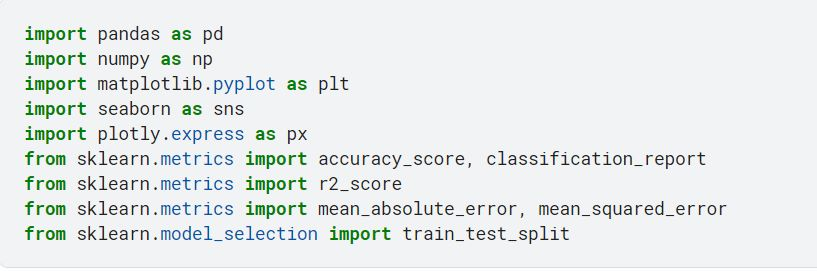 import pandas as pd
import numpy as np
import matplotlib.pyplot as plt
import seaborn as sns
import plotly.express as px
from sklearn.metrics import accuracy_score, classification_report
from sklearn.metrics import r2_score
from sklearn.metrics import mean_absolute_error, mean_squared_error
from sklearn.model_selection import train_test_split